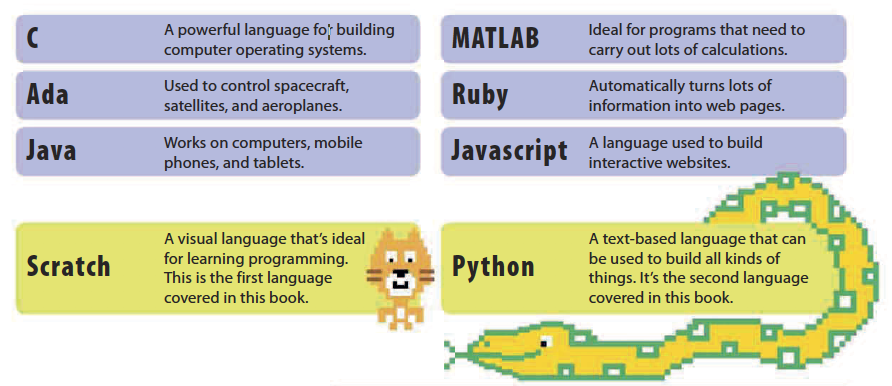 C
A powerful language for building
computer operating systems.
MATLAB
Ideal for programs that need to
carry out lots of calculations.
Ada
Used to control spacecraft,
satellites, and aeroplanes.
Ruby
Automatically turns lots of
information into web pages.
Java
Works on computers, mobile
phones, and tablets.
Javascript
A language used to build
interactive websites.
Scratch
A visual language that's ideal
for learning programming.
This is the first language
covered in this book.
Python
A text-based language that can
be used to build all kinds of
things. It's the second language
covered in this book.